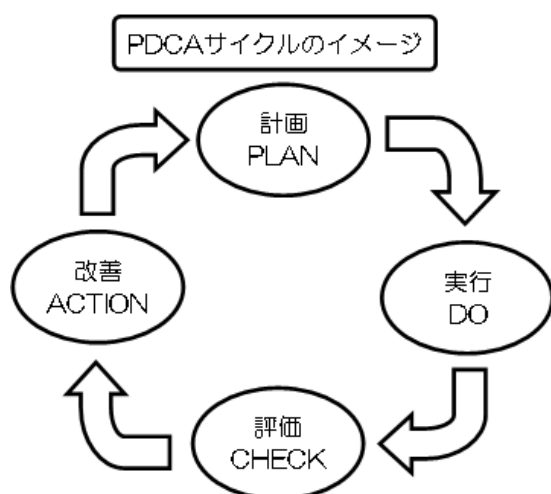 PDCAサイクルのイメージ
計画
PLAN
実行
DO
評価
CHECK
改善
ACTION